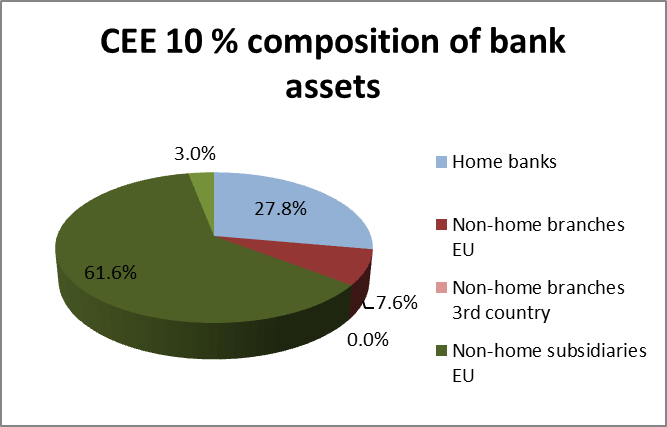 CEE 10 % composition of bank
assets
3.0%
27.8%
61.6%
7.6%
0.0%
Home banks
Non-home branches
EU
Non-home branches
3rd country
Non-home subsidiaries
EU